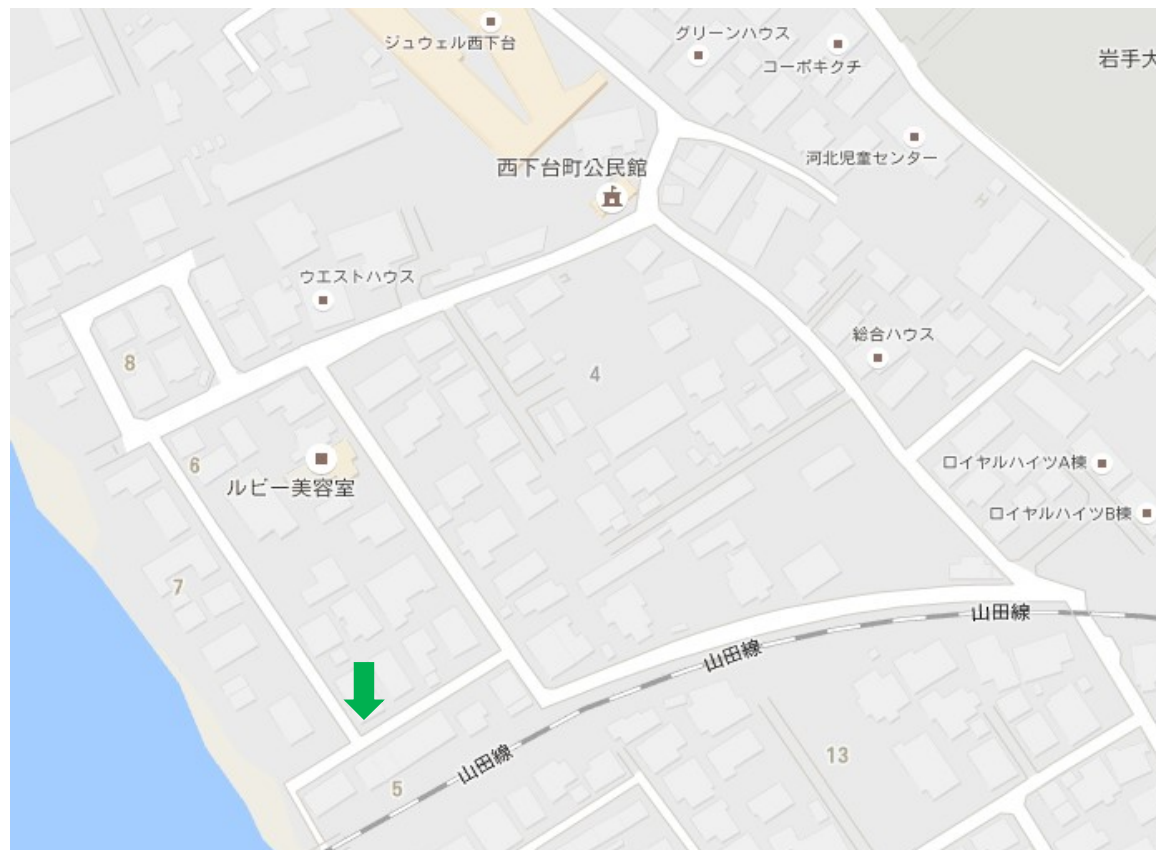 ジュウェル西下台
グリーンハウス
コーポキクチ
岩手大
河北児童センター
西下台町公民館
ウエストハウス
総合ハウス
8
4
6
ルビー美容室
ロイヤルハイツA棟
ロイヤルハイツB棟
7
山田線
山田線
山田線
13
5